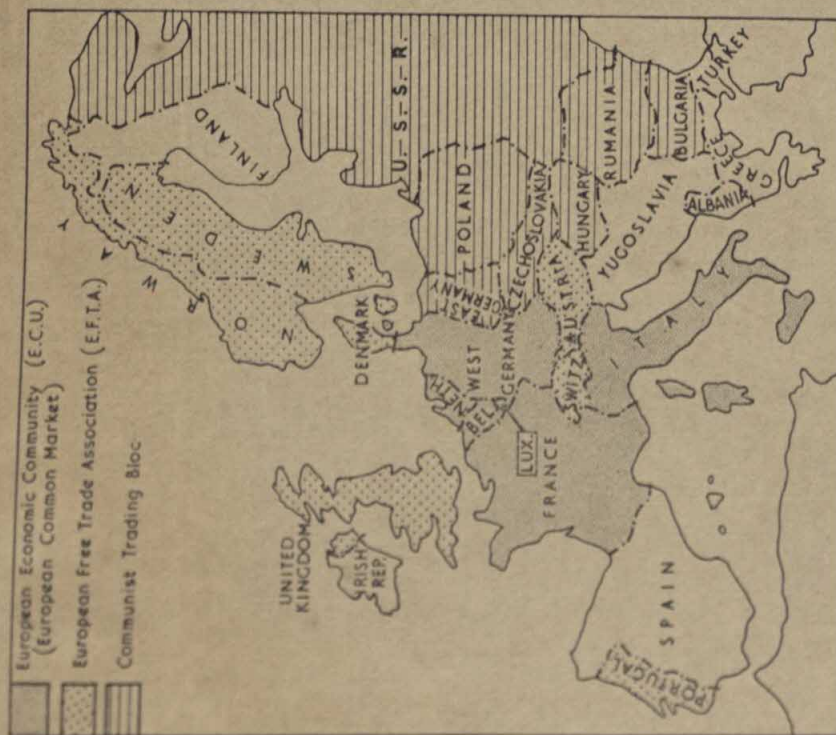 European Economic Community (E.C.U.)
(European Common Market)
European Free Trade Association (E.F.T.A.)
Communist Trading Bloc
NORWAY
SWEDEN
FINLAND
U.S.S.R.
UNITED
KINGDOM
IRISH
REP.
DENMARK
NETH.
BEL.
LUX.
WEST
GERMANY
EAST
GERMANY
POLAND
CZECHOSLOVAKIA
FRANCE
SWITZ.
AUSTRIA
HUNGARY
RUMANIA
YUGOSLAVIA
BULGARIA
ALBANIA
GREECE
TURKEY
ITALY
SPAIN
PORTUGAL